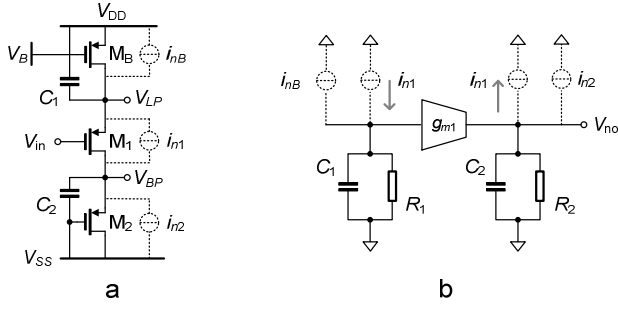 VDD
VB
MB
inB
C1
VLP
Vin
M1
in1
VBP
C2
M2
in2
VSS
a
inB
in1
in1
in2
gm1
Vno
C1
R1
C2
R2
b